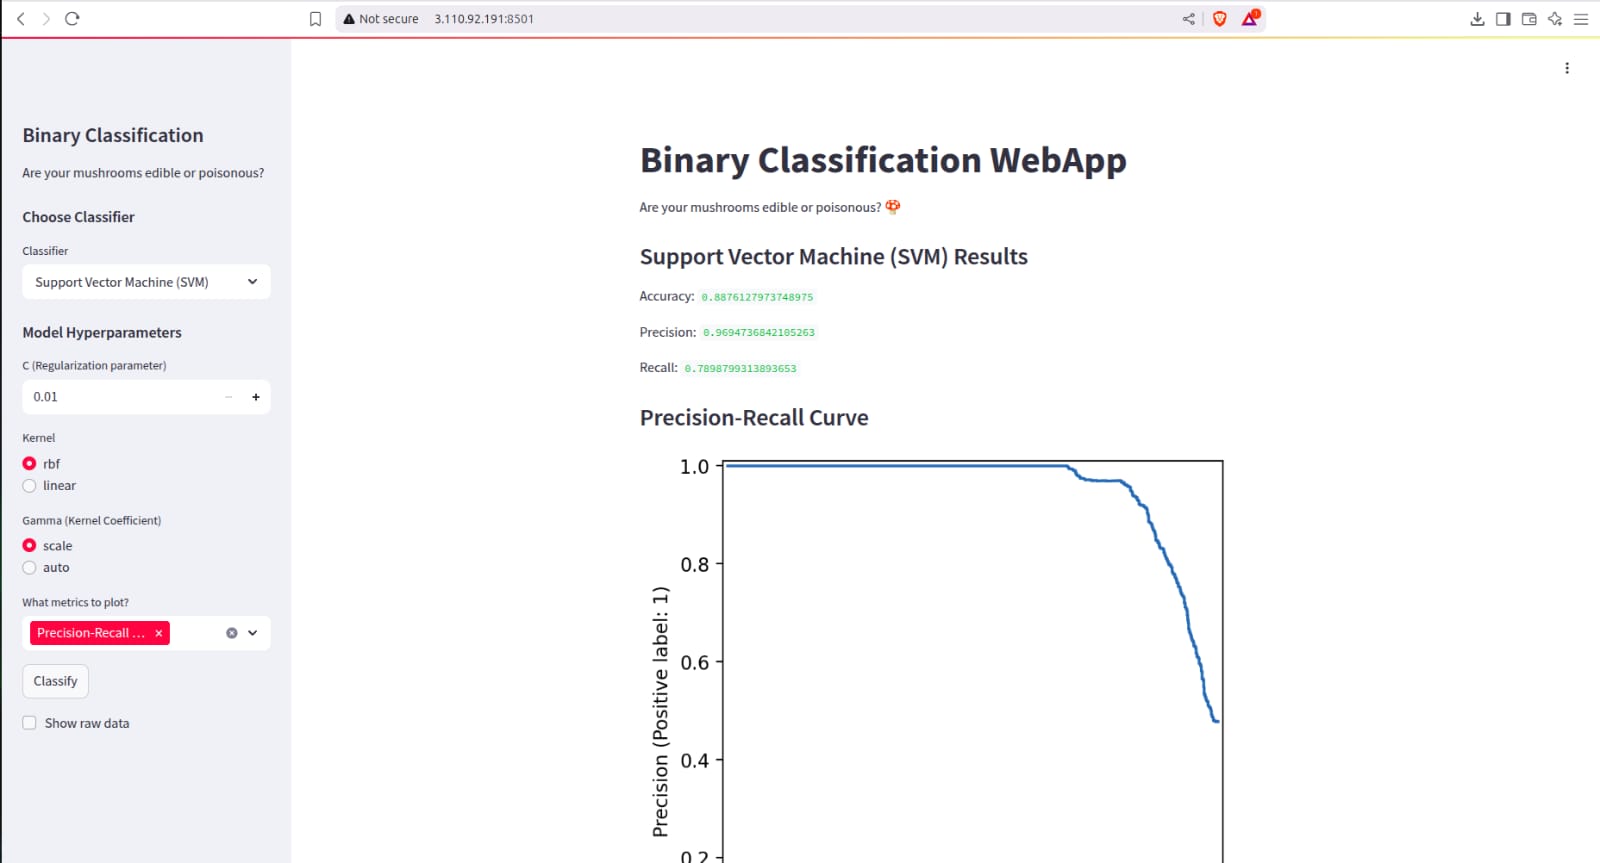 Not secure 3.110.92.191:8501
Binary Classification
Are your mushrooms edible or poisonous?
Choose Classifier
Classifier
Support Vector Machine (SVM)
Model Hyperparameters
C (Regularization parameter)
0.01
Kernel
rbf
linear
Gamma (Kernel Coefficient)
scale
auto
What metrics to plot?
Precision-Recall ...
Classify
Show raw data
Binary Classification WebApp
Are your mushrooms edible or poisonous? 🍄
Support Vector Machine (SVM) Results
Accuracy: 0.8876127973748975
Precision: 0.9694736842105263
Recall: 0.7898799313893653
Precision-Recall Curve
1.0
0.8
0.6
0.4
0.2
Precision (Positive label: 1)